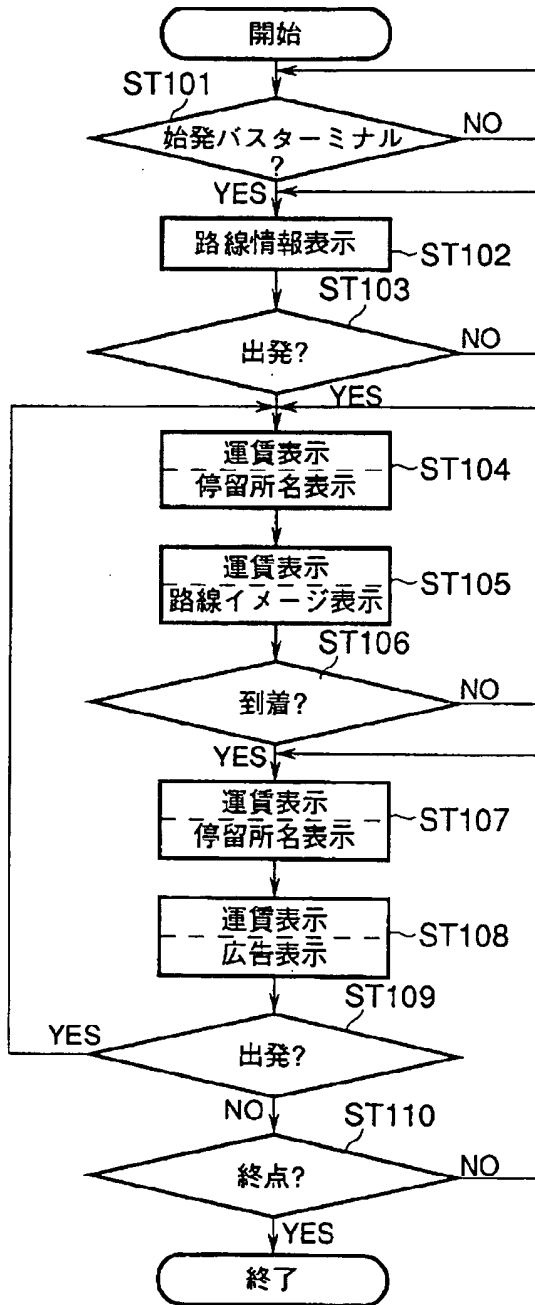 開始
ST101
始発バスターミナル
?
NO
YES
路線情報表示
ST102
ST103
出発?
NO
YES
運賃表示
停留所名表示
ST104
運賃表示
路線イメージ表示
ST105
ST106
到着?
NO
YES
運賃表示
停留所名表示
ST107
運賃表示
広告表示
ST108
ST109
YES
出発?
NO
ST110
終点?
NO
YES
終了